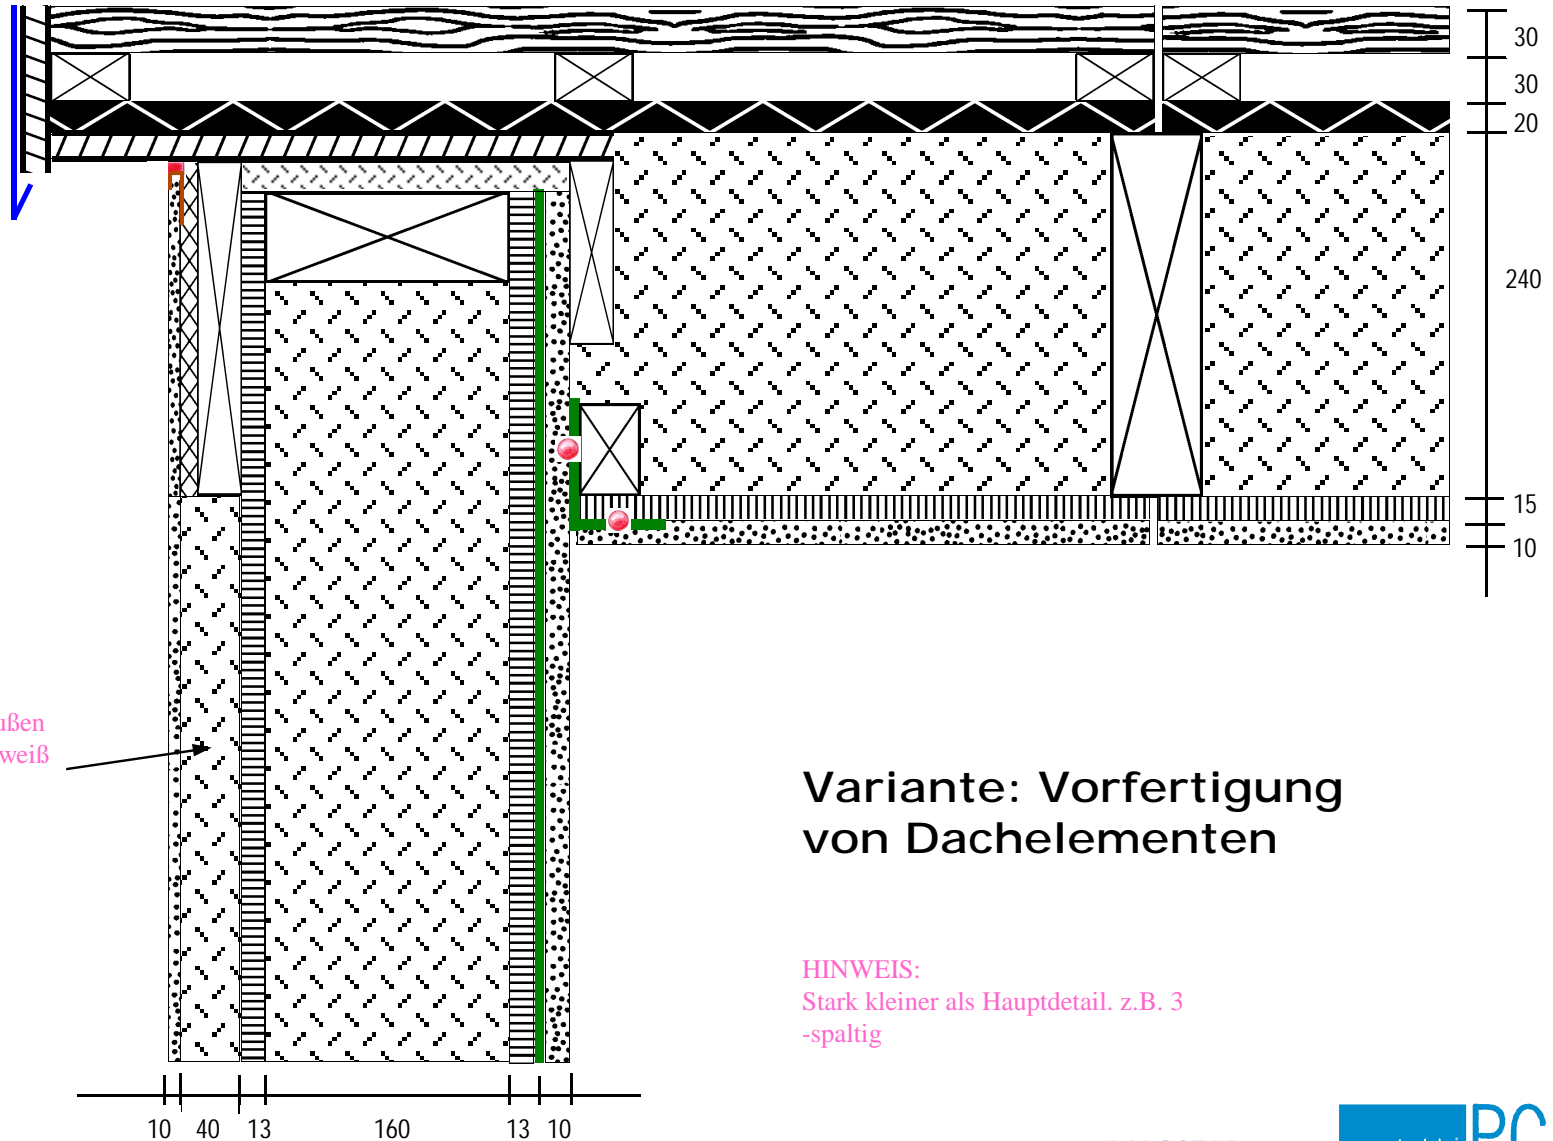 30
30
20
240
15
10
ußen
weiß
Variante: Vorfertigung
von Dachelementen
HINWEIS:
Stark kleiner als Hauptdetail. z.B. 3
-spaltig
10 40 13 160 13 10
PC